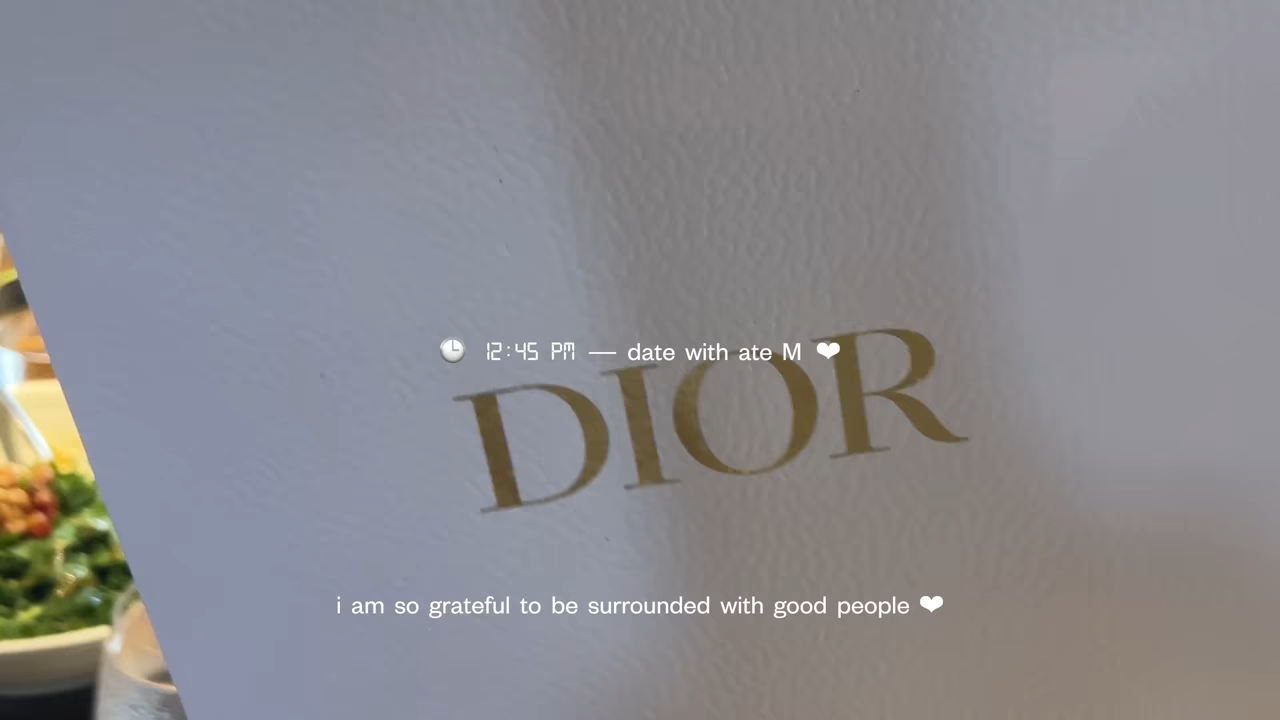 🕒 12:45 PM — date with ate M ❤
DIOR
i am so grateful to be surrounded with good people ❤